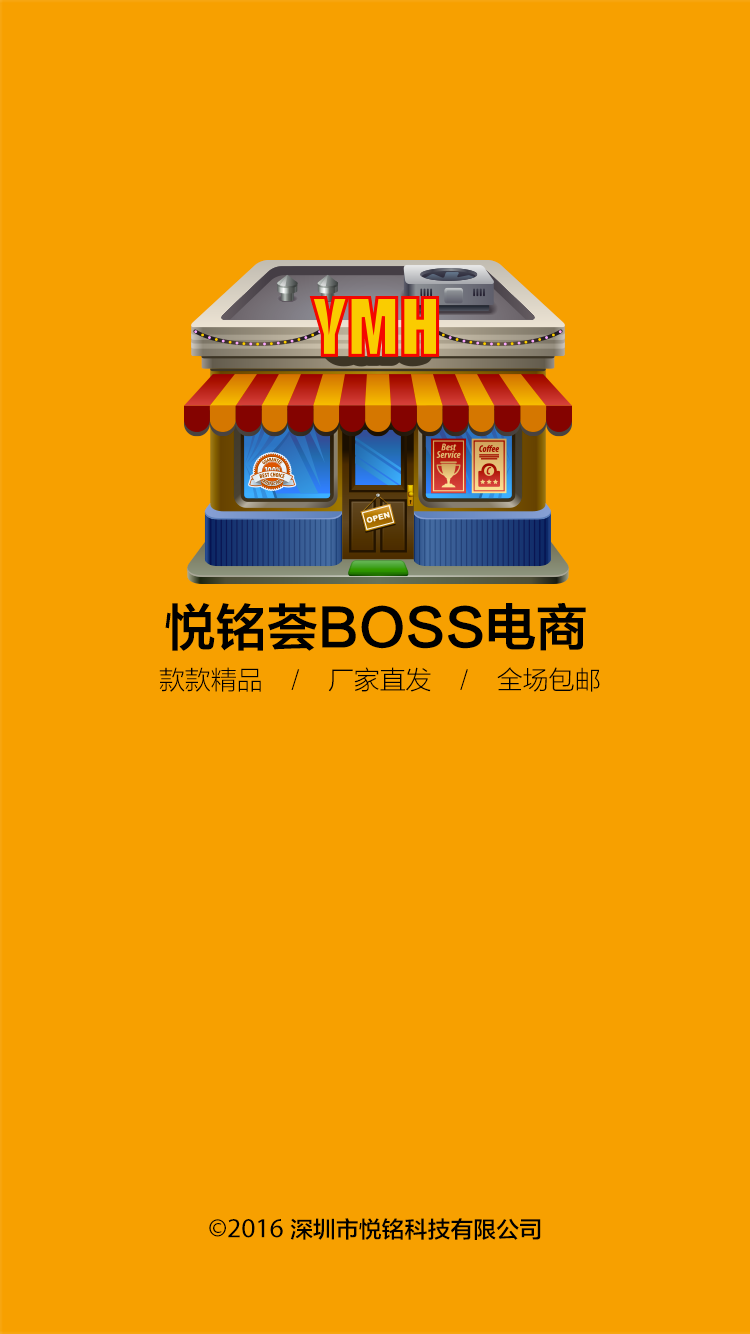 YMH
Best
Service
Coffee
BEST CHOICE
OPEN
悦铭荟BOSS电商
款款精品 / 厂家直发 / 全场包邮
©2016 深圳市悦铭科技有限公司